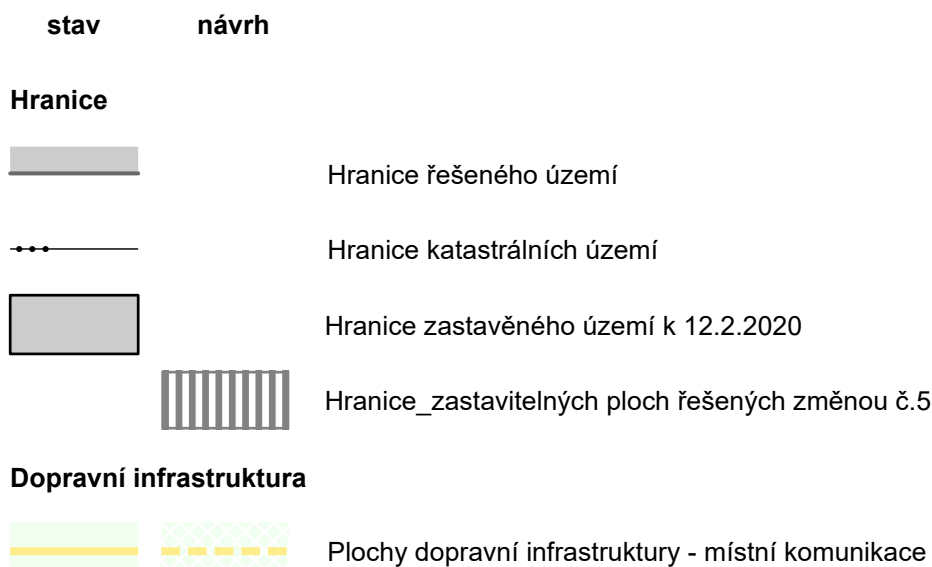 stav návrh
Hranice
Hranice řešeného území
Hranice katastrálních území
Hranice zastavěného území k 12.2.2020
Hranice_zastavitelných ploch řešených změnou č.5
Dopravní infrastruktura
Plochy dopravní infrastruktury - místní komunikace